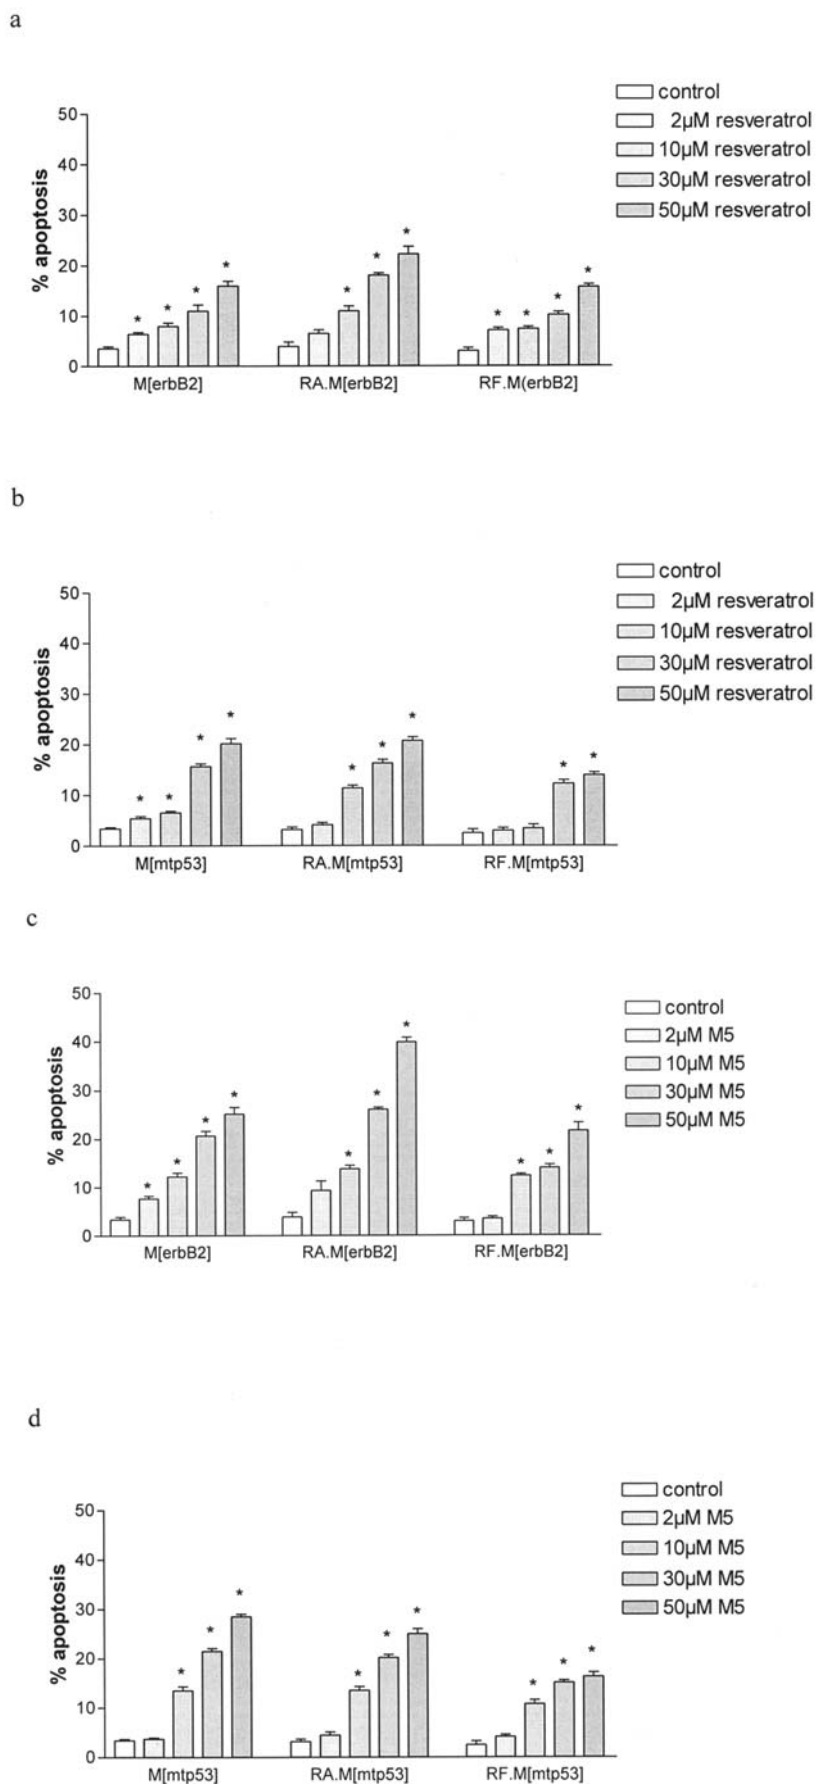 a
control
2µM resveratrol
10µM resveratrol
30µM resveratrol
50µM resveratrol
% apoptosis
50
40
30
20
10
0
* * * *
* * *
* * * *
M[erbB2] RA.M[erbB2] RF.M(erbB2]
b
control
2µM resveratrol
10µM resveratrol
30µM resveratrol
50µM resveratrol
% apoptosis
50
40
30
20
10
0
* * * *
* * *
* *
M[mtp53] RA.M[mtp53] RF.M[mtp53]
c
control
2µM M5
10µM M5
30µM M5
50µM M5
% apoptosis
50
40
30
20
10
0
* * * *
* * *
* * *
M[erbB2] RA.M[erbB2] RF.M[erbB2]
d
control
2µM M5
10µM M5
30µM M5
50µM M5
% apoptosis
50
40
30
20
10
0
* * *
* * *
* * *
M[mtp53] RA.M[mtp53] RF.M[mtp53]